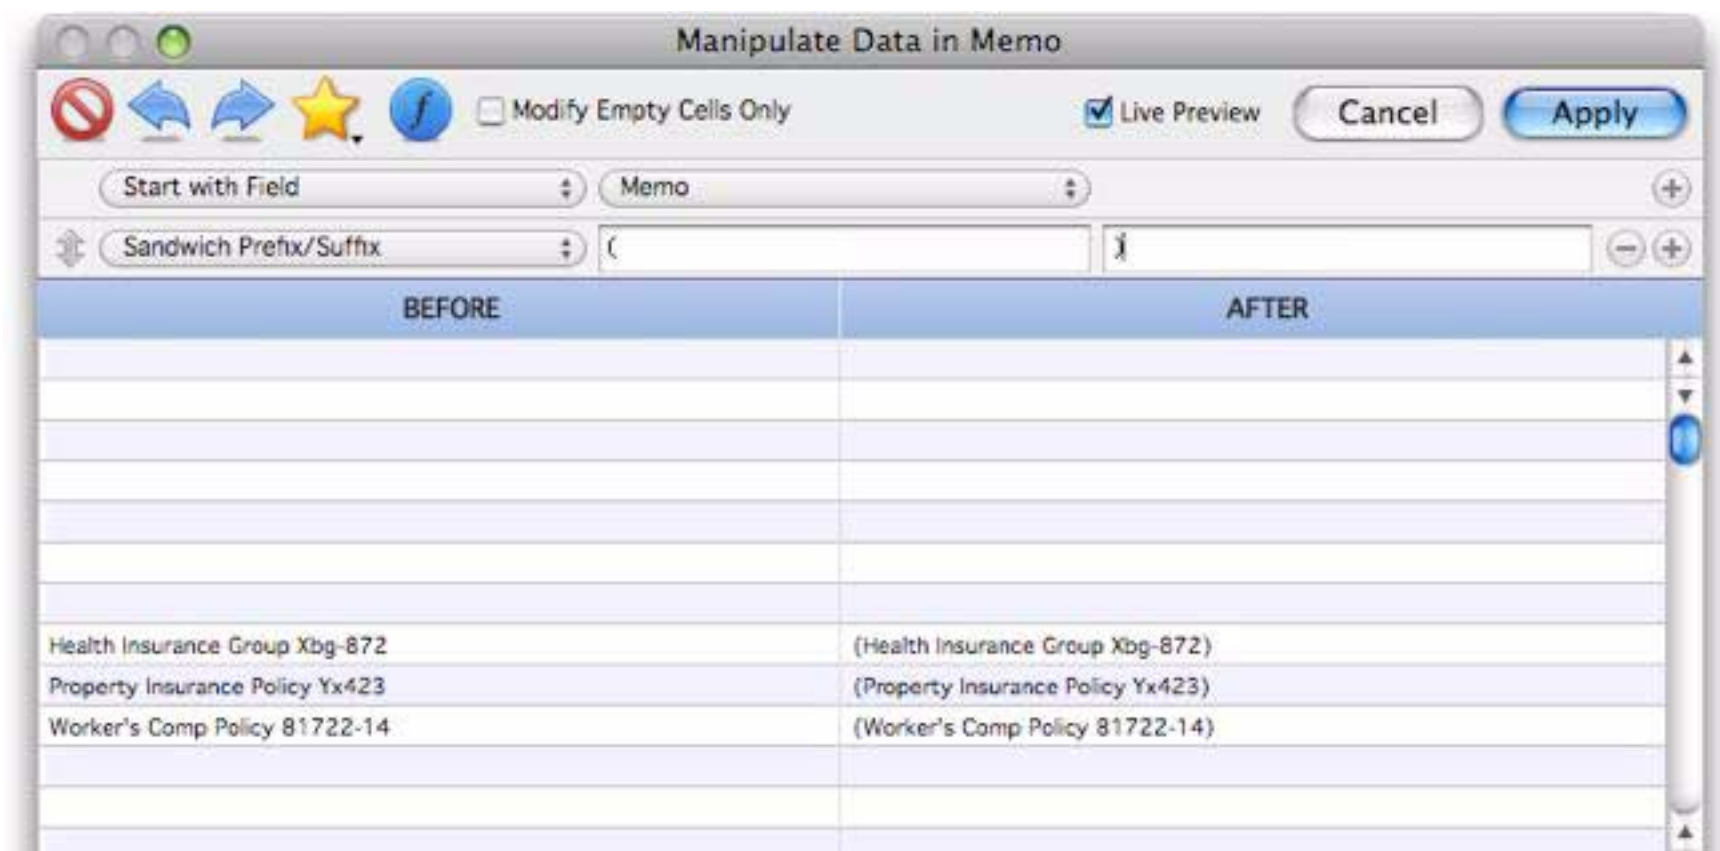 Manipulate Data in Memo
f Modify Empty Cells Only Live Preview Cancel Apply
Start with Field Memo
Sandwich Prefix/Suffix ( )
BEFORE AFTER
Health Insurance Group Xbg-872 (Health Insurance Group Xbg-872)
Property Insurance Policy Yx423 (Property Insurance Policy Yx423)
Worker's Comp Policy 81722-14 (Worker's Comp Policy 81722-14)